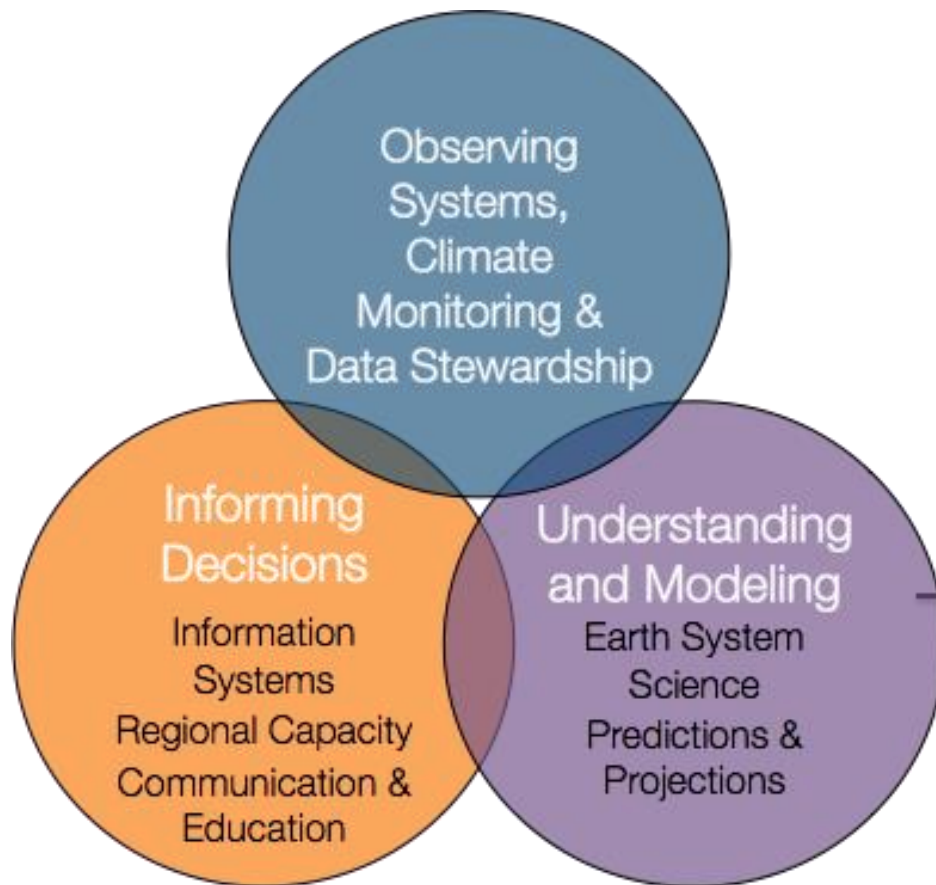 Observing
Systems,
Climate
Monitoring &
Data Stewardship
Informing
Decisions
Information
Systems
Regional Capacity
Communication &
Education
Understanding
and Modeling
Earth System
Science
Predictions &
Projections